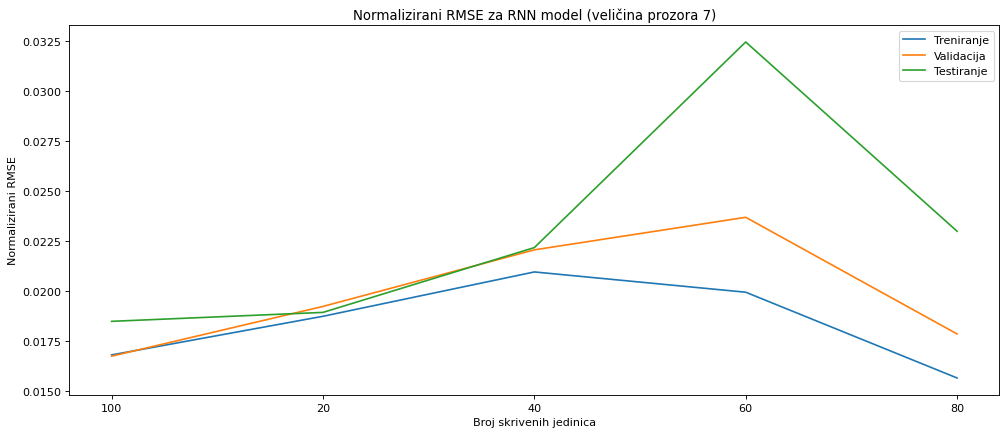 Normalizirani RMSE za RNN model (veličina prozora 7)
Treniranje
Validacija
Testiranje
Normalizirani RMSE
0.0325
0.0300
0.0275
0.0250
0.0225
0.0200
0.0175
0.0150
100 20 40 60 80
Broj skrivenih jedinica